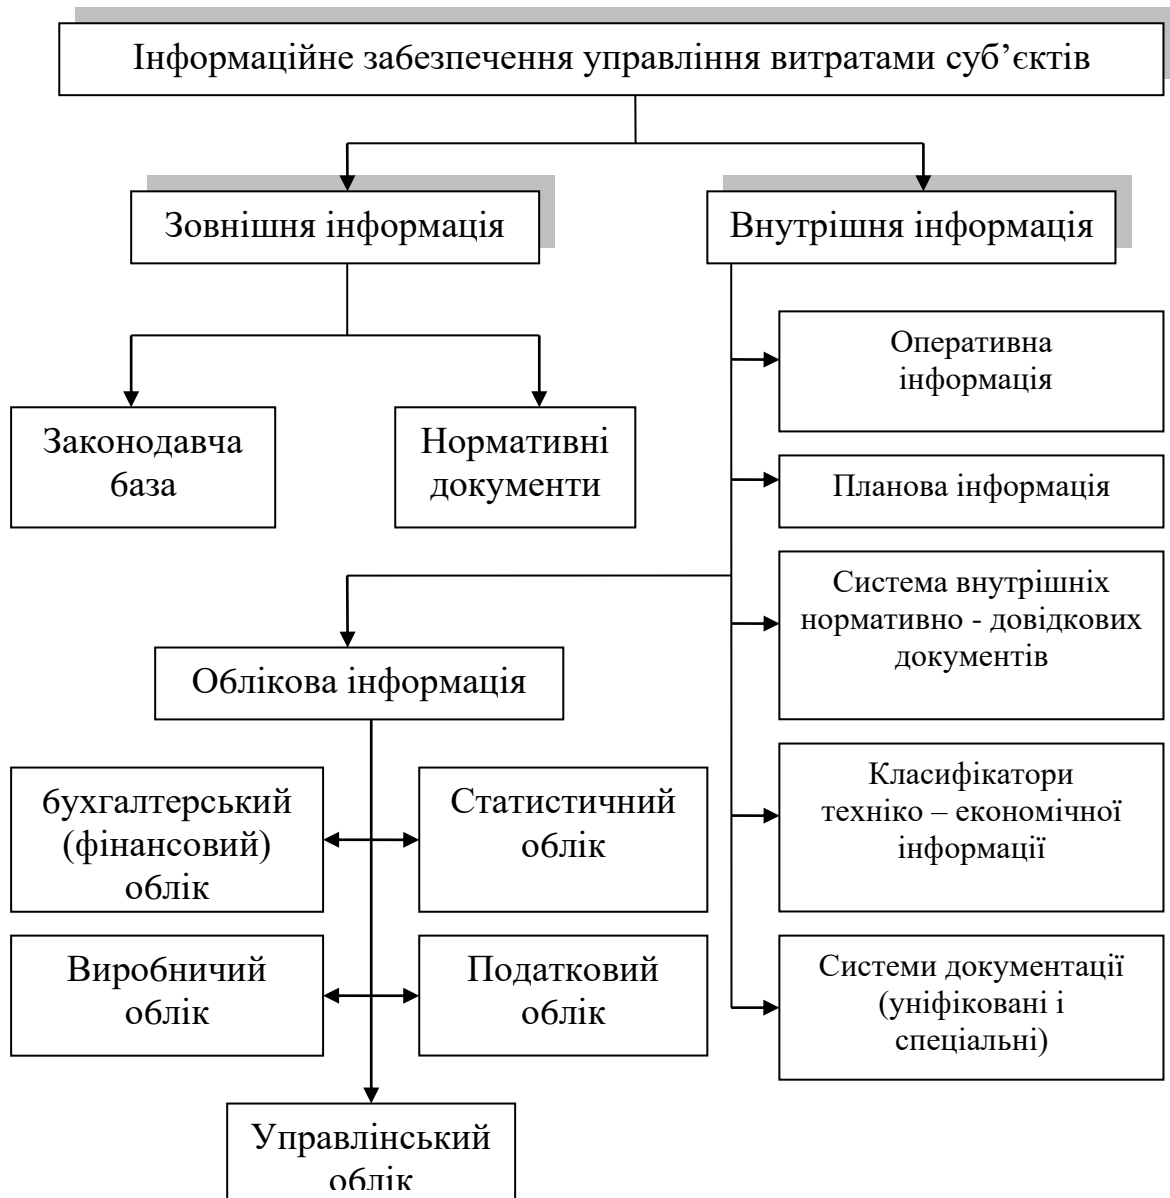 Інформаційне забезпечення управління витратами суб’єктів
Зовнішня інформація
Внутрішня інформація
Оперативна
інформація
Законодавча
база
Нормативні
документи
Планова інформація
Система внутрішніх
нормативно - довідкових
документів
Облікова інформація
Класифікатори
техніко – економічної
інформації
бухгалтерський
(фінансовий)
облік
Статистичний
облік
Виробничий
облік
Податковий
облік
Системи документації
(уніфіковані і
спеціальні)
Управлінський
облік